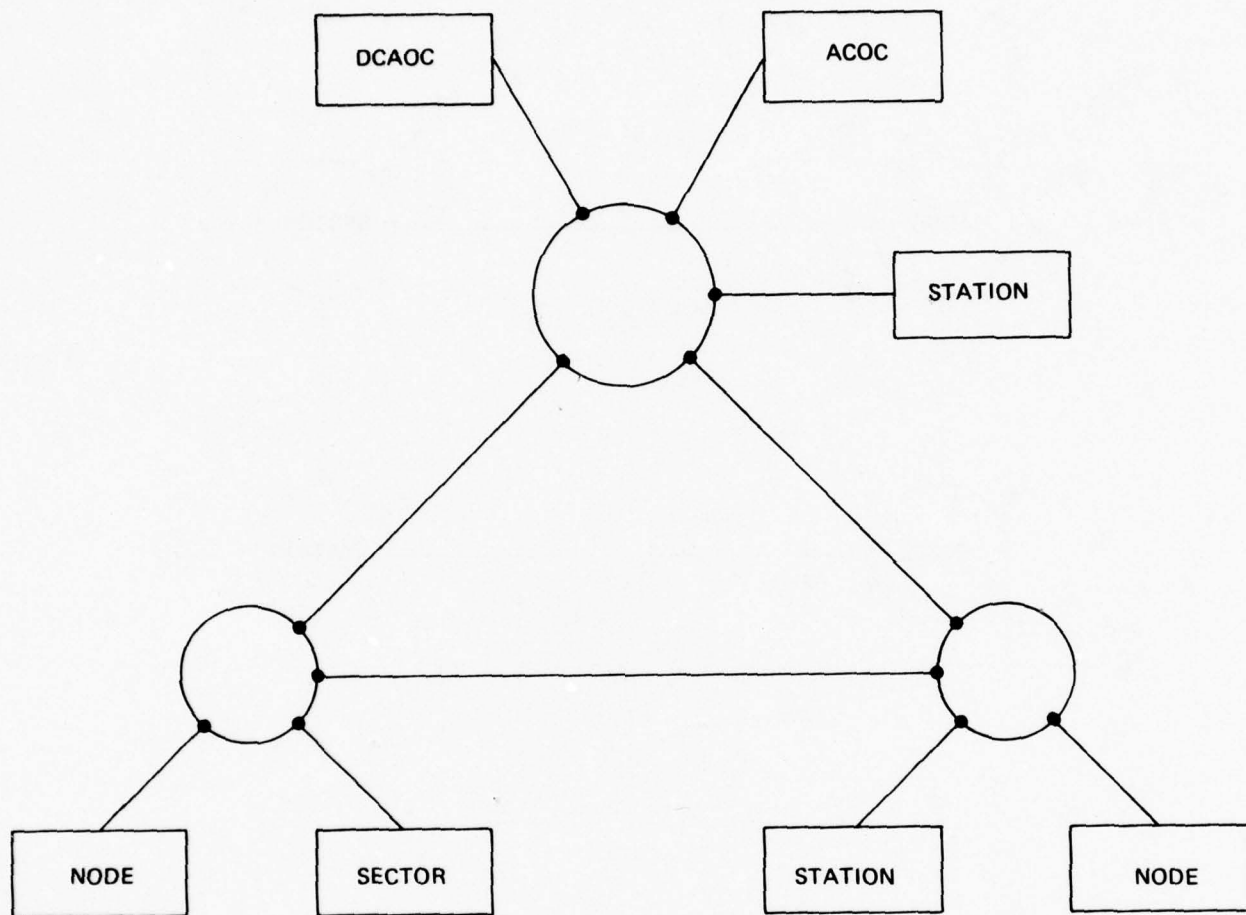 DCAOC
ACOC
STATION
NODE
SECTOR
STATION
NODE